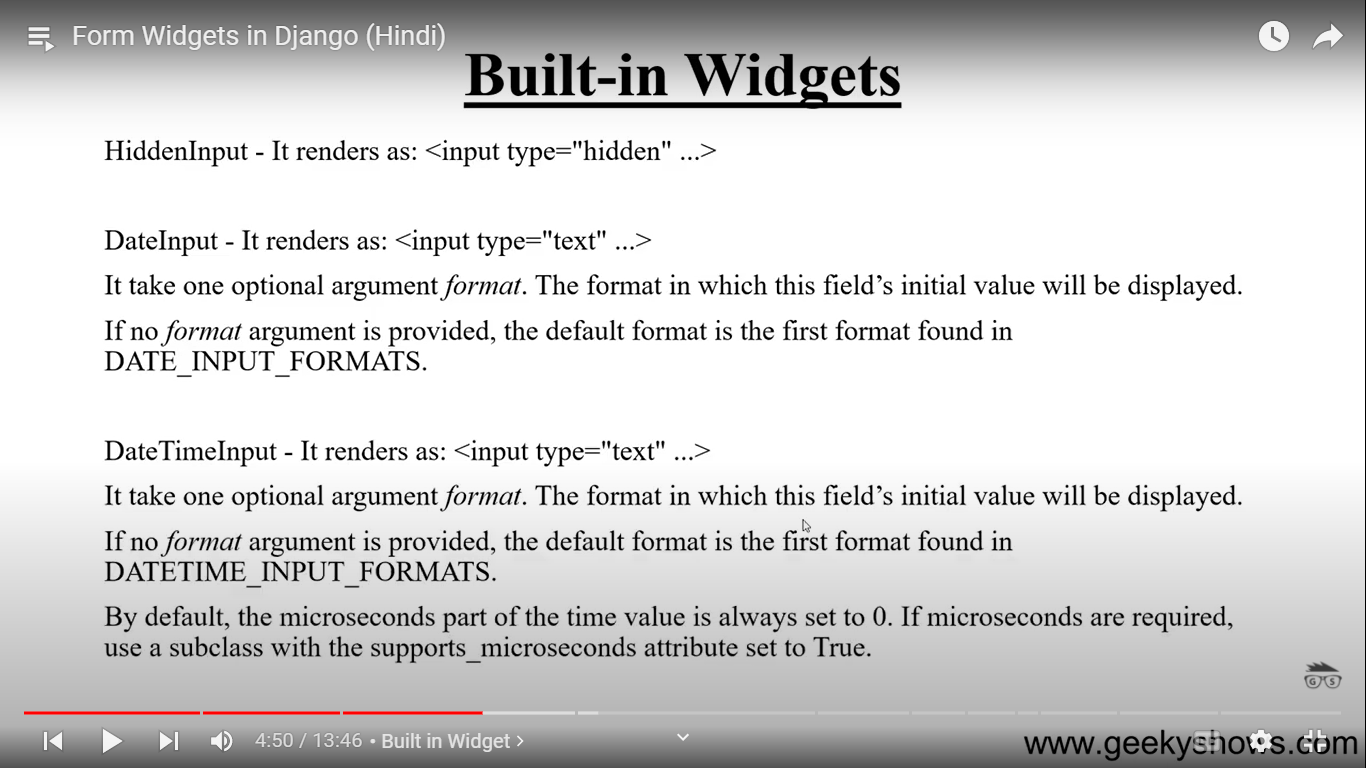 Form Widgets in Django (Hindi)
Built-in Widgets
HiddenInput - It renders as: <input type="hidden" ...>
DateInput - It renders as: <input type="text" ...>
It take one optional argument format. The format in which this field’s initial value will be displayed.
If no format argument is provided, the default format is the first format found in
DATE_INPUT_FORMATS.
DateTimeInput - It renders as: <input type="text" ...>
It take one optional argument format. The format in which this field’s initial value will be displayed.
If no format argument is provided, the default format is the first format found in
DATETIME_INPUT_FORMATS.
By default, the microseconds part of the time value is always set to 0. If microseconds are required,
use a subclass with the supports_microseconds attribute set to True.
G S
4:50 / 13:46 • Built in Widget >
www.geekyshows.com